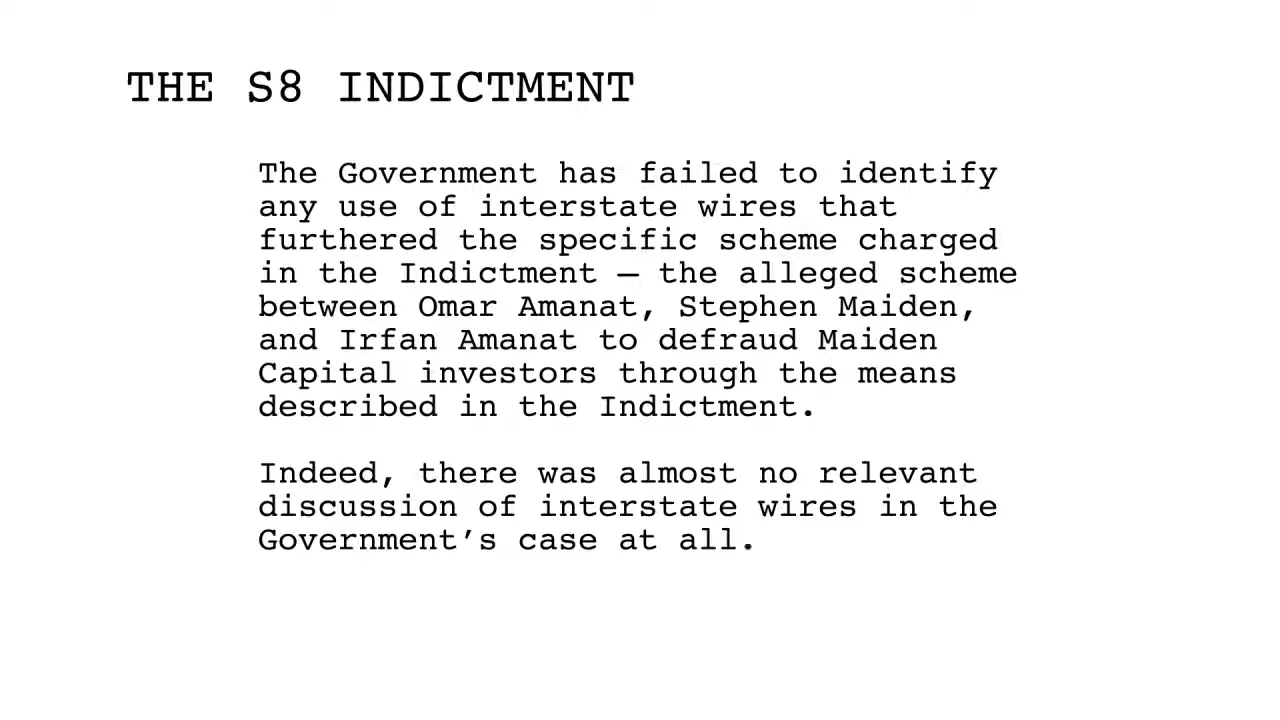 THE S8 INDICTMENT
The Government has failed to identify
any use of interstate wires that
furthered the specific scheme charged
in the Indictment — the alleged scheme
between Omar Amanat, Stephen Maiden,
and Irfan Amanat to defraud Maiden
Capital investors through the means
described in the Indictment.
Indeed, there was almost no relevant
discussion of interstate wires in the
Government’s case at all.